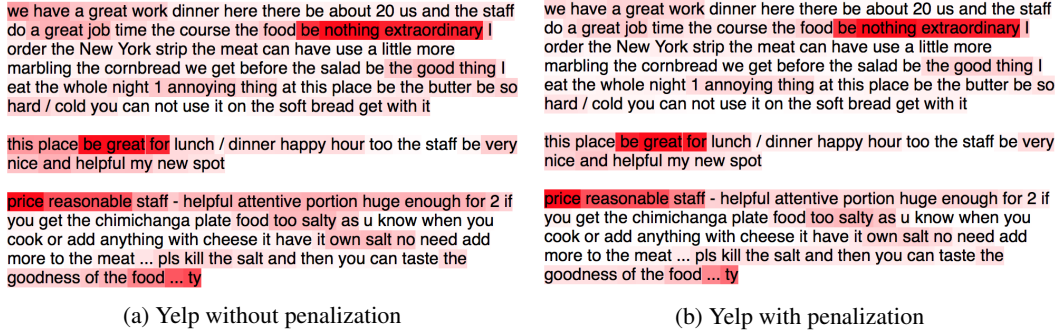 we have a great work dinner here there be about 20 us and the staff
do a great job time the course the food be nothing extraordinary I
order the New York strip the meat can have use a little more
marbling the cornbread we get before the salad be the good thing I
eat the whole night 1 annoying thing at this place be the butter be so
hard / cold you can not use it on the soft bread get with it
this place be great for lunch / dinner happy hour too the staff be very
nice and helpful my new spot
price reasonable staff - helpful attentive portion huge enough for 2 if
you get the chimichanga plate food too salty as u know when you
cook or add anything with cheese it have it own salt no need add
more to the meat ... pls kill the salt and then you can taste the
goodness of the food ... ty
(a) Yelp without penalization
we have a great work dinner here there be about 20 us and the staff
do a great job time the course the food be nothing extraordinary I
order the New York strip the meat can have use a little more
marbling the cornbread we get before the salad be the good thing I
eat the whole night 1 annoying thing at this place be the butter be so
hard / cold you can not use it on the soft bread get with it
this place be great for lunch / dinner happy hour too the staff be very
nice and helpful my new spot
price reasonable staff - helpful attentive portion huge enough for 2 if
you get the chimichanga plate food too salty as u know when you
cook or add anything with cheese it have it own salt no need add
more to the meat ... pls kill the salt and then you can taste the
goodness of the food ... ty
(b) Yelp with penalization